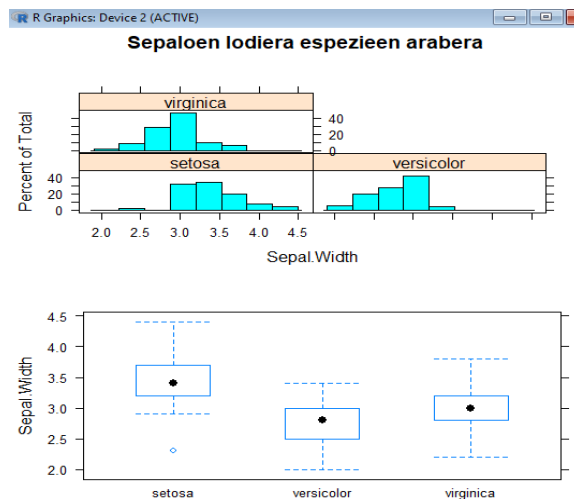 R Graphics: Device 2 (ACTIVE)
Sepaloen lodiera espezieen arabera
virginica
40
20
0
Percent of Total
setosa
versicolor
40
20
0
2.0 2.5 3.0 3.5 4.0 4.5
Sepal.Width
4.5
4.0
3.5
3.0
2.5
2.0
Sepal.Width
setosa versicolor virginica